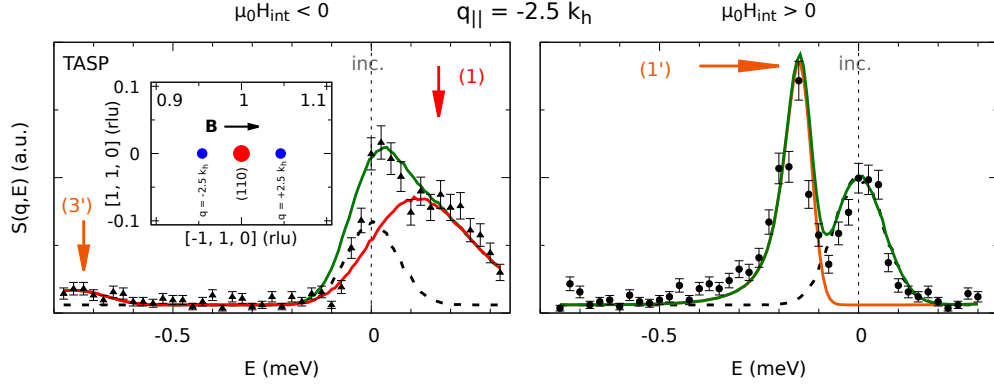 μ₀H_int < 0
q_|| = -2.5 k_h
μ₀H_int > 0
TASP
inc.
(1)
0.9
1
1.1
0.1
0
-0.1
B
q = -2.5 k_h
(110)
q = +2.5 k_h
[1, 1, 0] (rlu)
[-1, 1, 0] (rlu)
(3')
S(q,E) (a.u.)
-0.5
0
E (meV)
(1')
inc.
-0.5
0
E (meV)